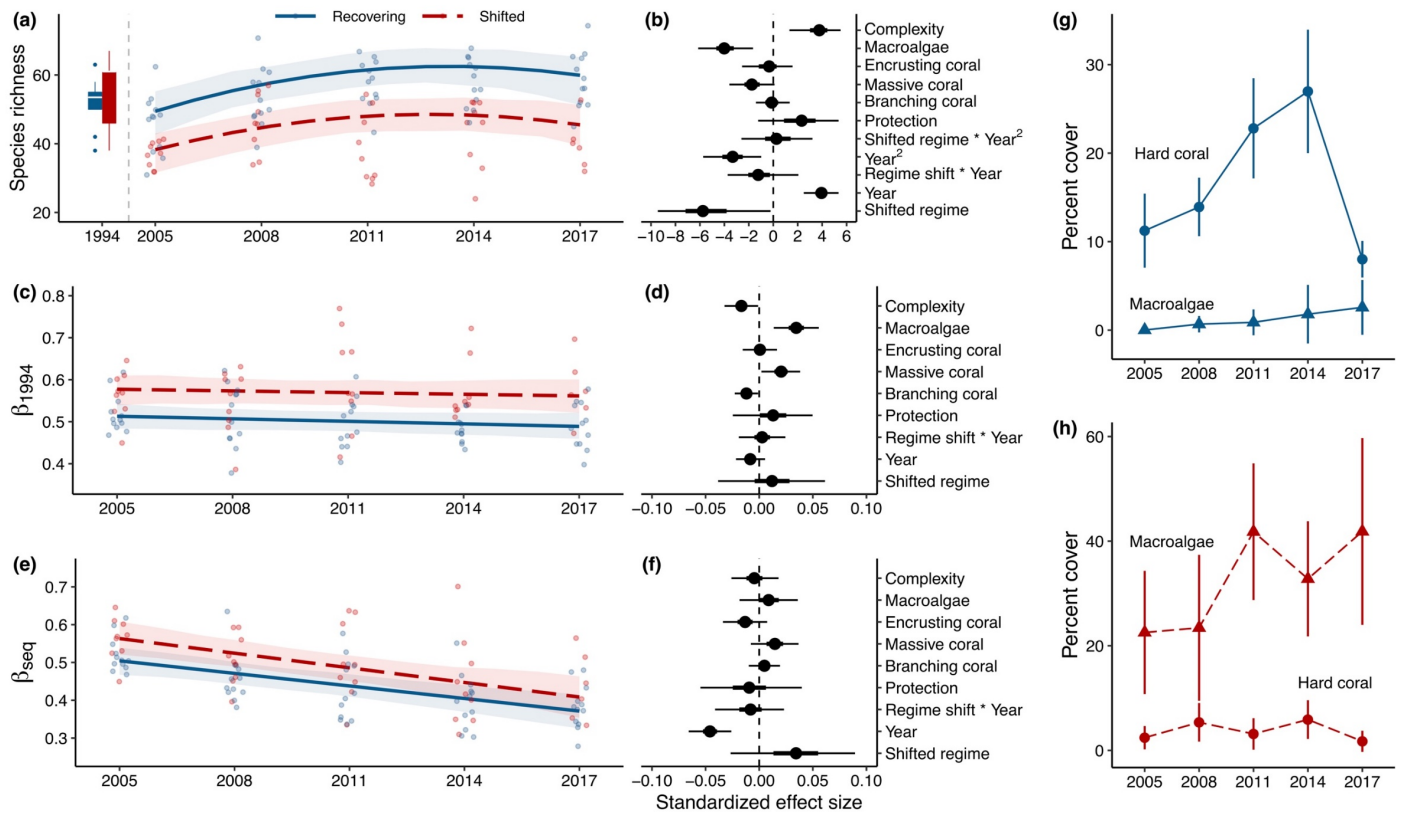 (a)
Recovering
Shifted
Species richness
60
40
20
1994
2005
2008
2011
2014
2017
(b)
Complexity
Macroalgae
Encrusting coral
Massive coral
Branching coral
Protection
Shifted regime * Year²
Year²
Regime shift * Year
Year
Shifted regime
−10 −8 −6 −4 −2 0 2 4 6
(c)
β1994
0.8
0.7
0.6
0.5
0.4
2005
2008
2011
2014
2017
(d)
Complexity
Macroalgae
Encrusting coral
Massive coral
Branching coral
Protection
Regime shift * Year
Year
Shifted regime
−0.10 −0.05 0.00 0.05 0.10
(e)
βseq
0.7
0.6
0.5
0.4
0.3
2005
2008
2011
2014
2017
(f)
Complexity
Macroalgae
Encrusting coral
Massive coral
Branching coral
Protection
Regime shift * Year
Year
Shifted regime
−0.10 −0.05 0.00 0.05 0.10
Standardized effect size
(g)
Percent cover
30
20
10
0
Hard coral
Macroalgae
2005 2008 2011 2014 2017
(h)
Percent cover
60
40
20
0
Macroalgae
Hard coral
2005 2008 2011 2014 2017